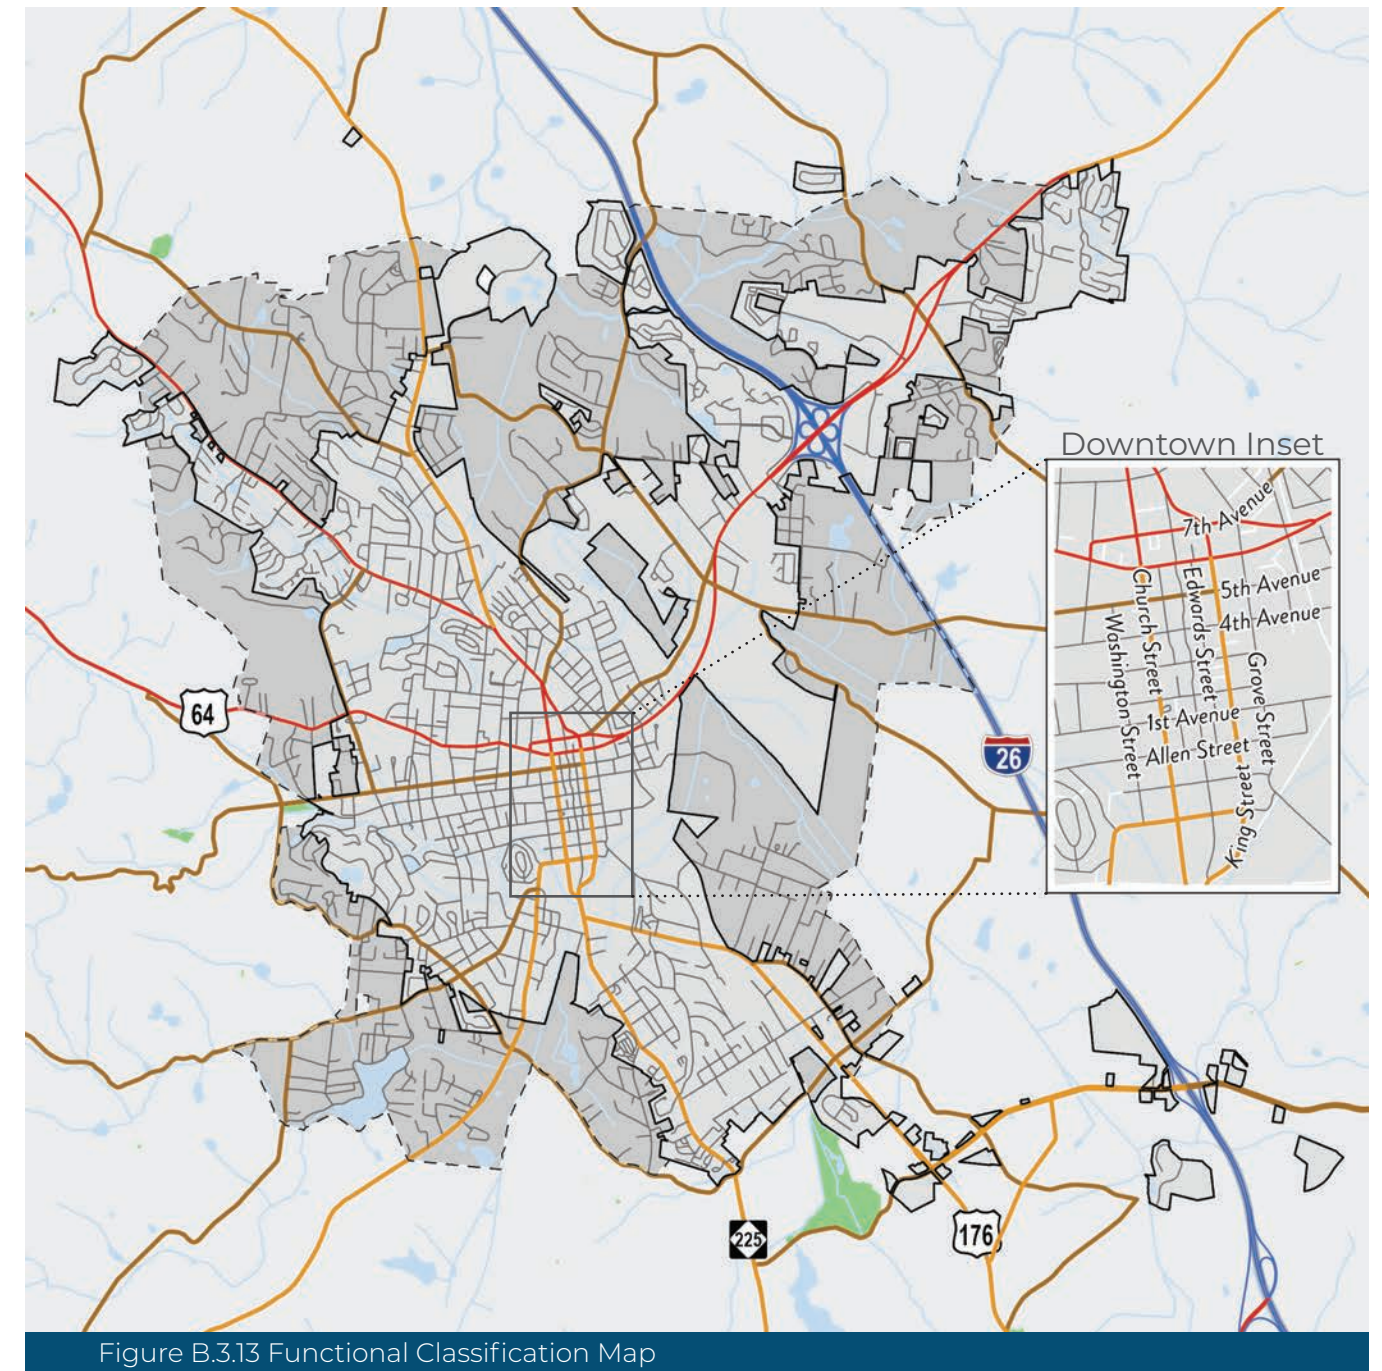 Downtown Inset
7th Avenue
5th Avenue
4th Avenue
Church Street
Edwards Street
Washington Street
Grove Street
1st Avenue
Allen Street
King Street
64
26
225
176
Figure B.3.13 Functional Classification Map